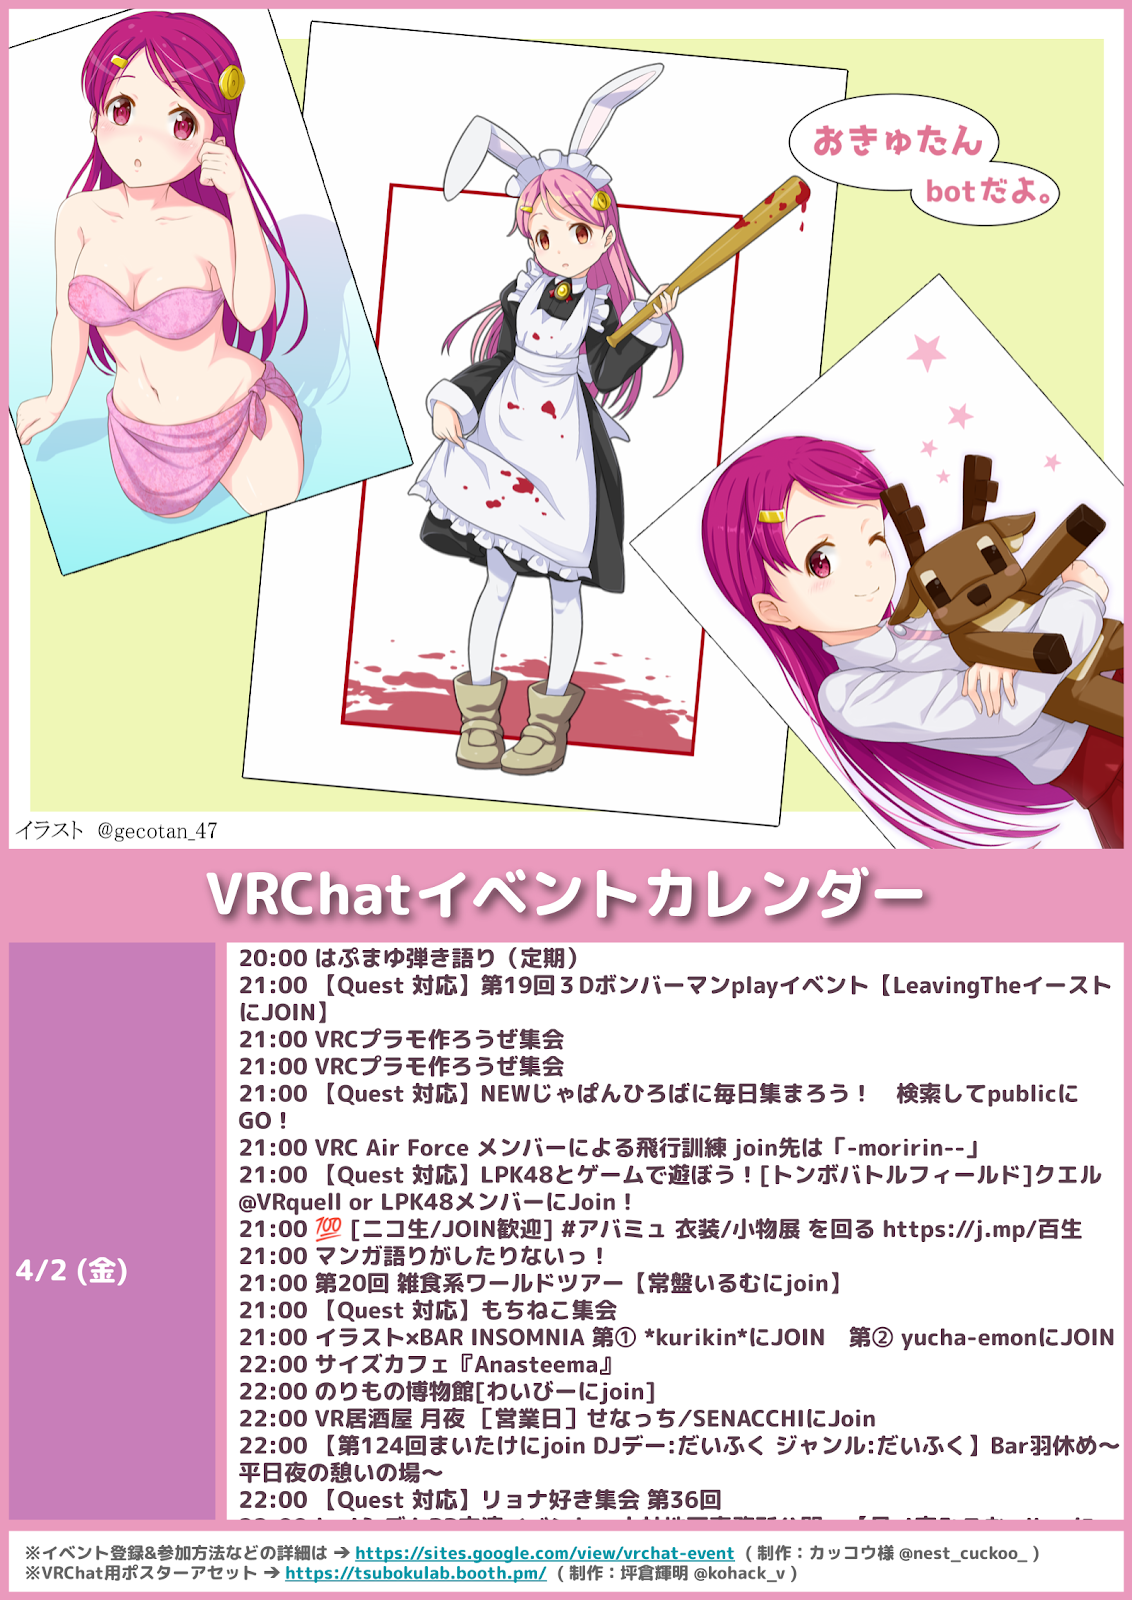 おきゅたん
botだよ。
イラスト @gecotan_47
VRChatイベントカレンダー
4/2 (金)
20:00 はぷまゆ弾き語り（定期）
21:00 【Quest 対応】第19回３Dボンバーマンplayイベント【LeavingTheイースト
にJOIN】
21:00 VRCプラモ作ろうぜ集会
21:00 VRCプラモ作ろうぜ集会
21:00 【Quest 対応】NEWじゃぱんひろばに毎日集まろう！　検索してpublicに
GO！
21:00 VRC Air Force メンバーによる飛行訓練 join先は「-moririn--」
21:00 【Quest 対応】LPK48とゲームで遊ぼう！[トンボバトルフィールド]クエル
@VRquell or LPK48メンバーにJoin！
21:00 💯 [ニコ生/JOIN歓迎] #アバミュ 衣装/小物展 を回る https://j.mp/百生
21:00 マンガ語りがしたりないっ！
21:00 第20回 雑食系ワールドツアー【常盤いるむにjoin】
21:00 【Quest 対応】もちねこ集会
21:00 イラスト×BAR INSOMNIA 第① *kurikin*にJOIN　第② yucha-emonにJOIN
22:00 サイズカフェ『Anasteema』
22:00 のりもの博物館[わいびーにjoin]
22:00 VR居酒屋 月夜 ［営業日］せなっち/SENACCHIにJoin
22:00 【第124回まいたけにjoin DJデー:だいふく ジャンル:だいふく】Bar羽休め～
平日夜の憩いの場～
22:00 【Quest 対応】リョナ好き集会 第36回
※イベント登録&参加方法などの詳細は → https://sites.google.com/view/vrchat-event （ 制作：カッコウ様 @nest_cuckoo_ ）
※VRChat用ポスターアセット → https://tsubokulab.booth.pm/ （ 制作：坪倉輝明 @kohack_v ）